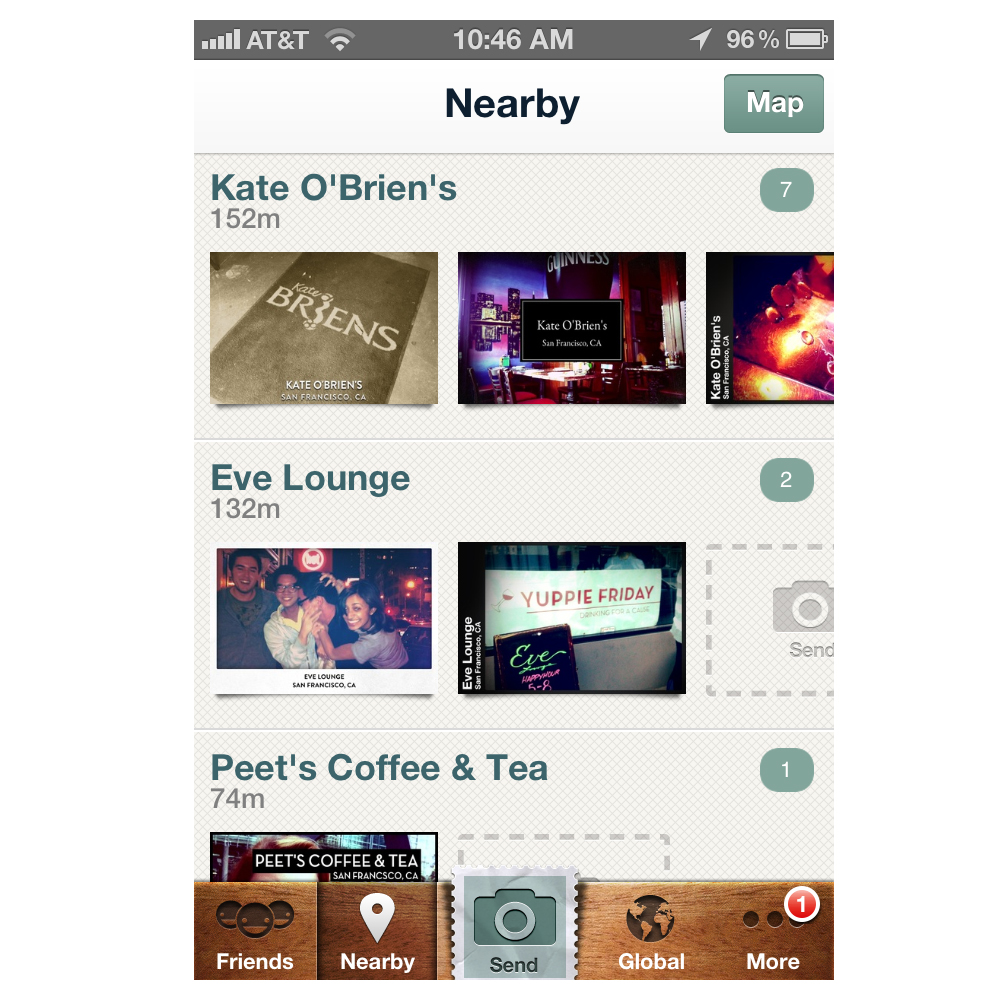 AT&T 10:46 AM 96%
Nearby
Map
Kate O'Brien's
7
152m
Kate
BRIENS
KATE O'BRIEN'S
SAN FRANCISCO, CA
GUINNESS
Kate O'Brien's
San Francisco, CA
Kate O'Brien's
San Francisco, CA
Eve Lounge
2
132m
EVE LOUNGE
SAN FRANCISCO, CA
YUPPIE FRIDAY
DRINKING FOR A CAUSE
Eve
Lounge
HAPPYHOUR
5-8
Eve Lounge
San Francisco, CA
Send
Peet's Coffee & Tea
1
74m
PEET'S COFFEE & TEA
SAN FRANCSCO, CA
Friends
Nearby
Send
Global
More
1